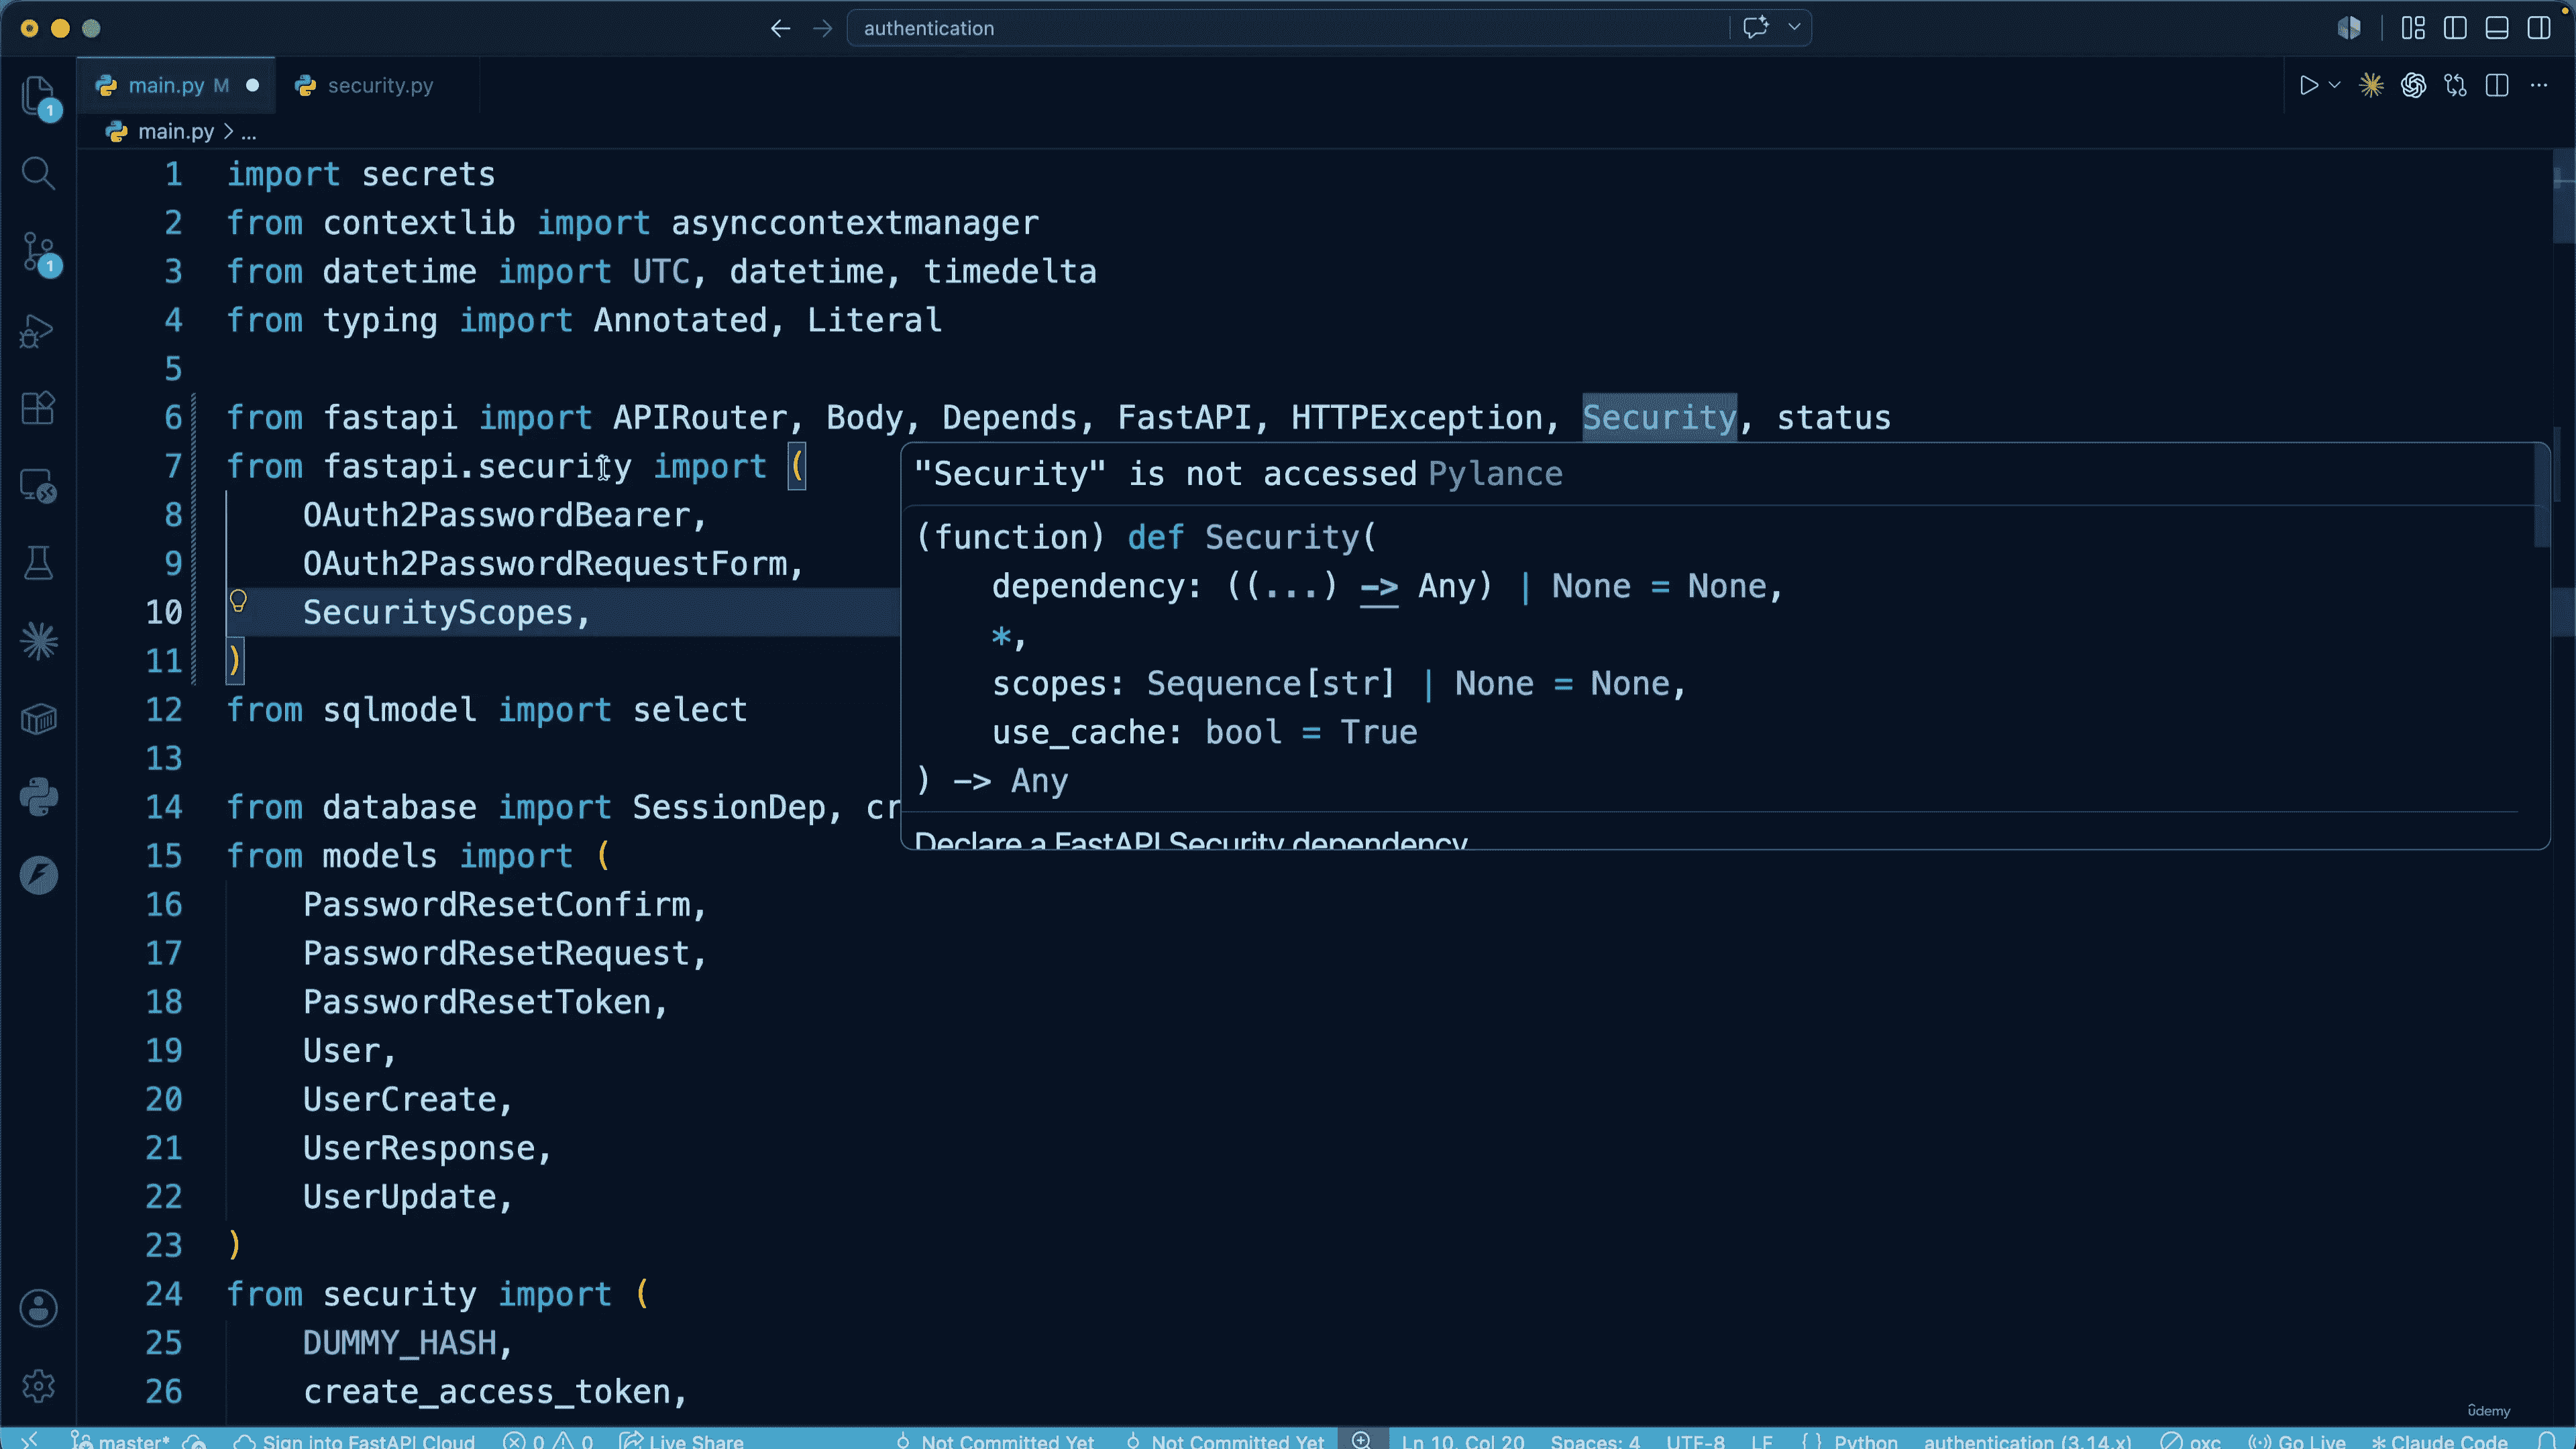 authentication
main.py M
security.py
main.py > ...
1
1
1 import secrets
2 from contextlib import asynccontextmanager
3 from datetime import UTC, datetime, timedelta
4 from typing import Annotated, Literal
5
6 from fastapi import APIRouter, Body, Depends, FastAPI, HTTPException, Security, status
7 from fastapi.security import (
8 OAuth2PasswordBearer,
9 OAuth2PasswordRequestForm,
10 SecurityScopes,
11 )
12 from sqlmodel import select
13
14 from database import SessionDep, cr
15 from models import (
16 PasswordResetConfirm,
17 PasswordResetRequest,
18 PasswordResetToken,
19 User,
20 UserCreate,
21 UserResponse,
22 UserUpdate,
23 )
24 from security import (
25 DUMMY_HASH,
26 create_access_token,
"Security" is not accessed Pylance
(function) def Security(
dependency: ((...) -> Any) | None = None,
*,
scopes: Sequence[str] | None = None,
use_cache: bool = True
) -> Any
Declare a FastAPI Security dependency.
ûdemy
master* Sign into FastAPI Cloud 0 0 Live Share Not Committed Yet Not Committed Yet Ln 10, Col 20 Spaces: 4 UTF-8 LF { } Python authentication (3.14.x) oxc Go Live Claude Code